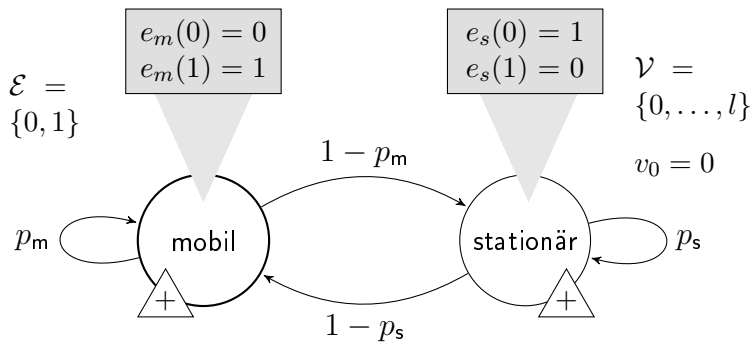 e_m(0) = 0
e_m(1) = 1
e_s(0) = 1
e_s(1) = 0
ℰ =
{0, 1}
𝒱 =
{0, …, l}
v_0 = 0
1 − p_m
p_m
mobil
stationär
p_s
+
+
1 − p_s